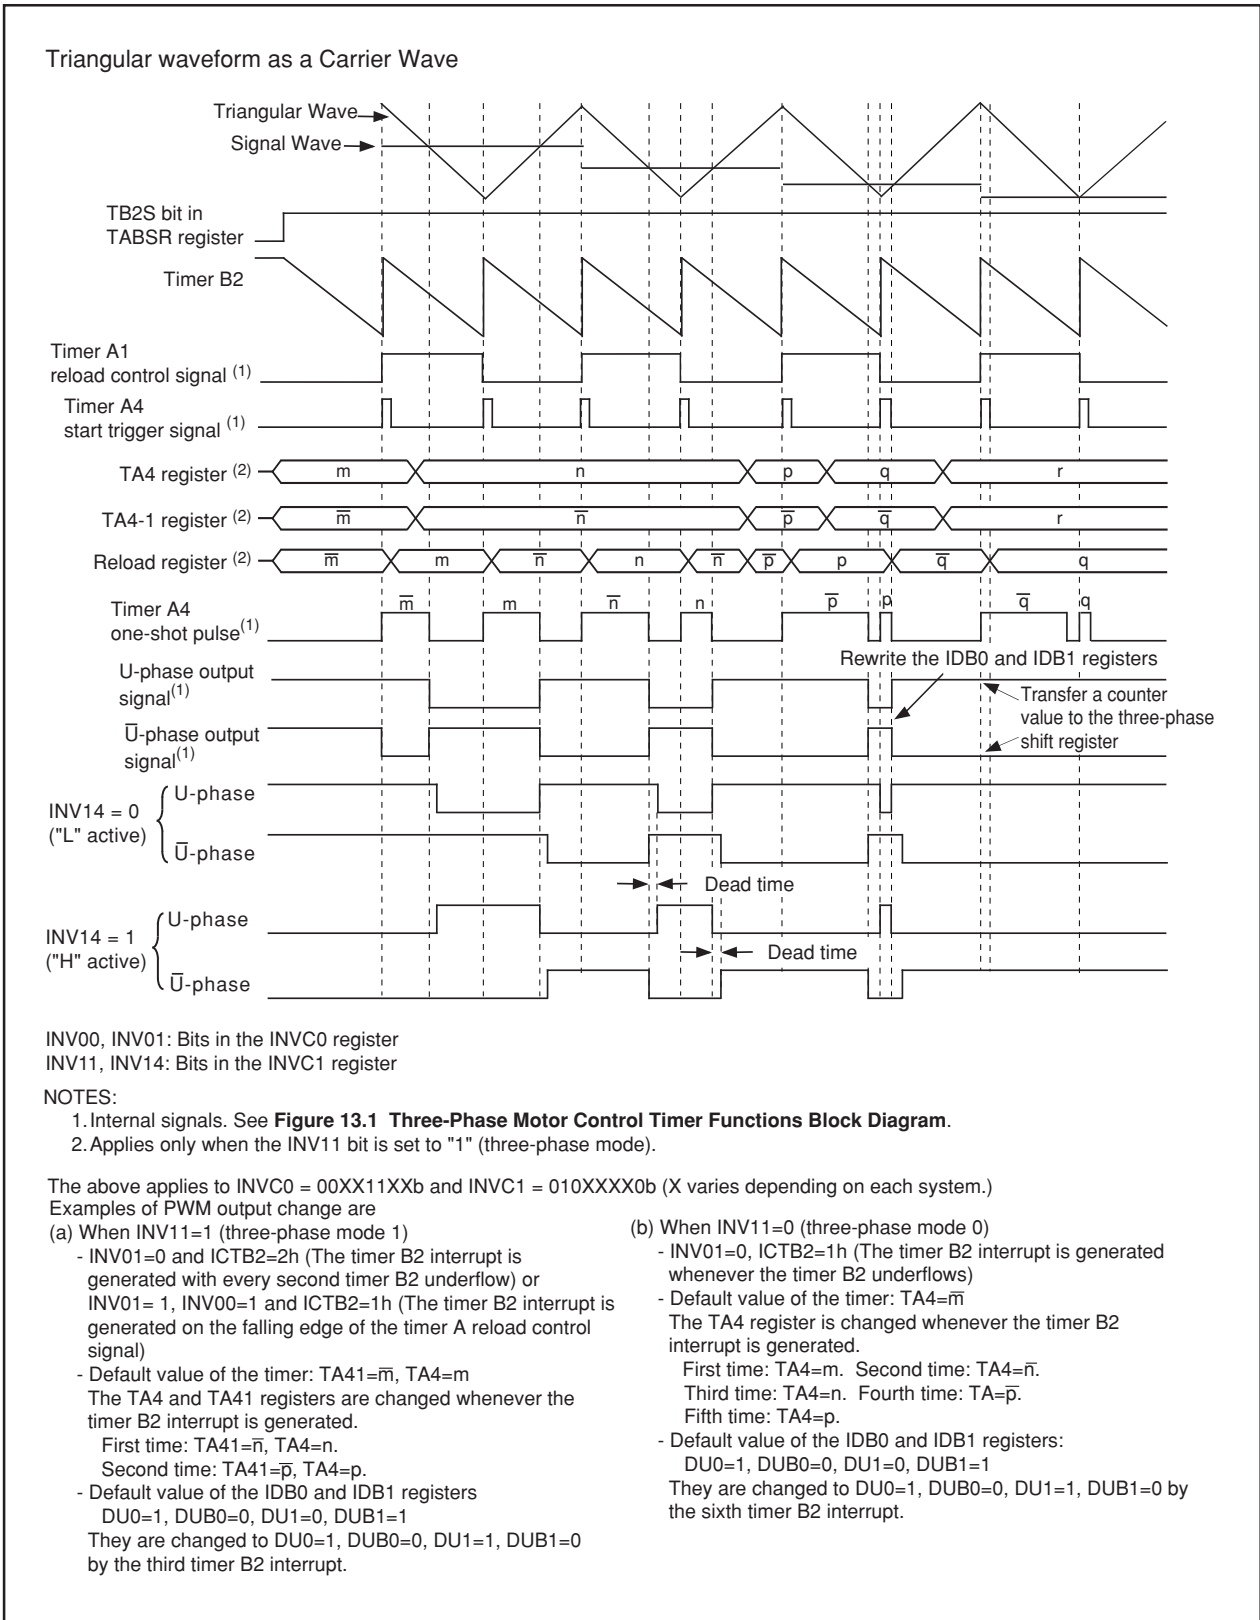 Triangular waveform as a Carrier Wave
Triangular Wave
Signal Wave
TB2S bit in
TABSR register
Timer B2
Timer A1
reload control signal (1)
Timer A4
start trigger signal (1)
TA4 register (2)
m
n
p
q
r
TA4-1 register (2)
m̅
n̅
p̅
q̅
r
Reload register (2)
m̅
m
n̅
n
n̅
p̅
p
q̅
q
Timer A4
one-shot pulse(1)
m̅
m
n̅
n
p̅
p
q̅
q
Rewrite the IDB0 and IDB1 registers
U-phase output
signal(1)
Transfer a counter
value to the three-phase
shift register
U̅-phase output
signal(1)
INV14 = 0
("L" active)
U-phase
U̅-phase
Dead time
INV14 = 1
("H" active)
U-phase
U̅-phase
Dead time
INV00, INV01: Bits in the INVC0 register
INV11, INV14: Bits in the INVC1 register
NOTES:
1. Internal signals. See Figure 13.1 Three-Phase Motor Control Timer Functions Block Diagram.
2. Applies only when the INV11 bit is set to "1" (three-phase mode).
The above applies to INVC0 = 00XX11XXb and INVC1 = 010XXXX0b (X varies depending on each system.)
Examples of PWM output change are
(a) When INV11=1 (three-phase mode 1)
- INV01=0 and ICTB2=2h (The timer B2 interrupt is
generated with every second timer B2 underflow) or
INV01= 1, INV00=1 and ICTB2=1h (The timer B2 interrupt is
generated on the falling edge of the timer A reload control
signal)
- Default value of the timer: TA41=m̅, TA4=m
The TA4 and TA41 registers are changed whenever the
timer B2 interrupt is generated.
First time: TA41=n̅, TA4=n.
Second time: TA41=p̅, TA4=p.
- Default value of the IDB0 and IDB1 registers
DU0=1, DUB0=0, DU1=0, DUB1=1
They are changed to DU0=1, DUB0=0, DU1=1, DUB1=0
by the third timer B2 interrupt.
(b) When INV11=0 (three-phase mode 0)
- INV01=0, ICTB2=1h (The timer B2 interrupt is generated
whenever the timer B2 underflows)
- Default value of the timer: TA4=m̅
The TA4 register is changed whenever the timer B2
interrupt is generated.
First time: TA4=m. Second time: TA4=n̅.
Third time: TA4=n. Fourth time: TA=p̅.
Fifth time: TA4=p.
- Default value of the IDB0 and IDB1 registers:
DU0=1, DUB0=0, DU1=0, DUB1=1
They are changed to DU0=1, DUB0=0, DU1=1, DUB1=0 by
the sixth timer B2 interrupt.